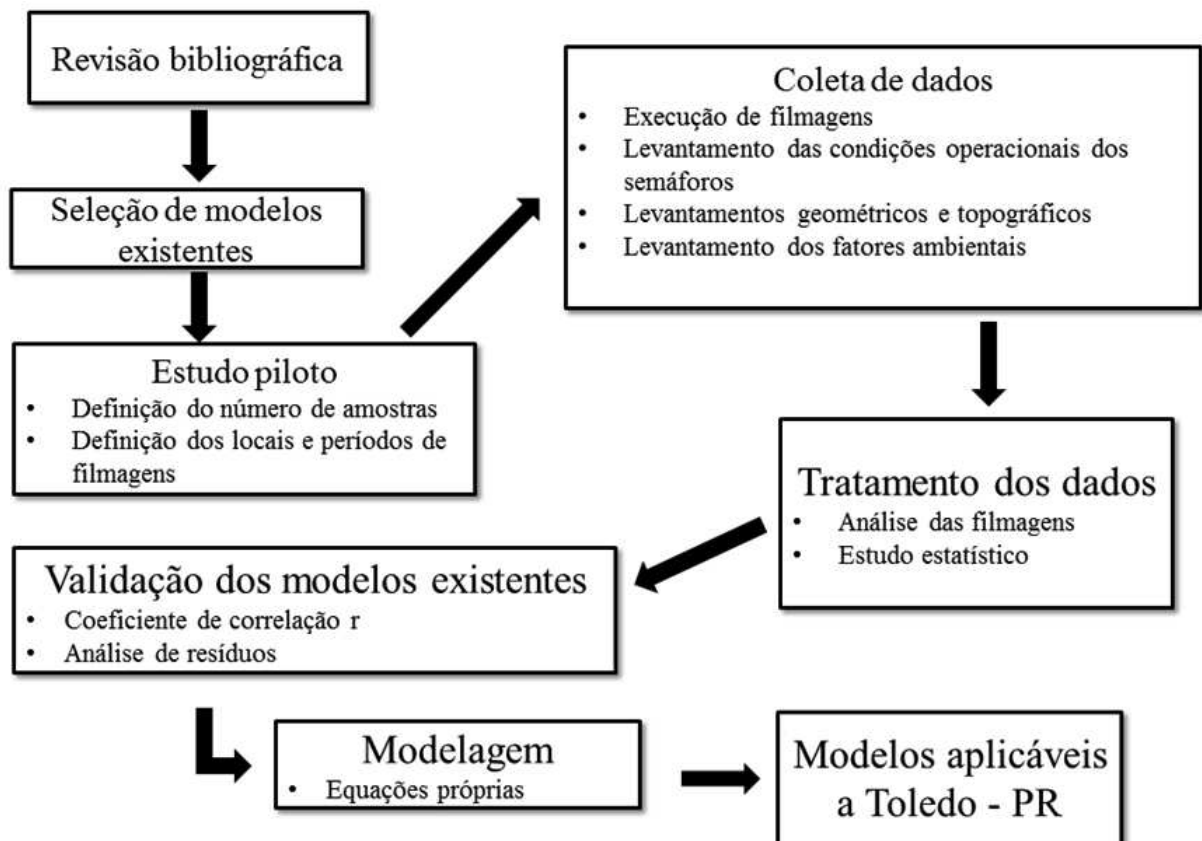 Revisão bibliográfica
Seleção de modelos
existentes
Estudo piloto
• Definição do número de amostras
• Definição dos locais e períodos de
filmagens
Coleta de dados
• Execução de filmagens
• Levantamento das condições operacionais dos
semáforos
• Levantamentos geométricos e topográficos
• Levantamento dos fatores ambientais
Tratamento dos dados
• Análise das filmagens
• Estudo estatístico
Validação dos modelos existentes
• Coeficiente de correlação r
• Análise de resíduos
Modelagem
• Equações próprias
Modelos aplicáveis
a Toledo - PR